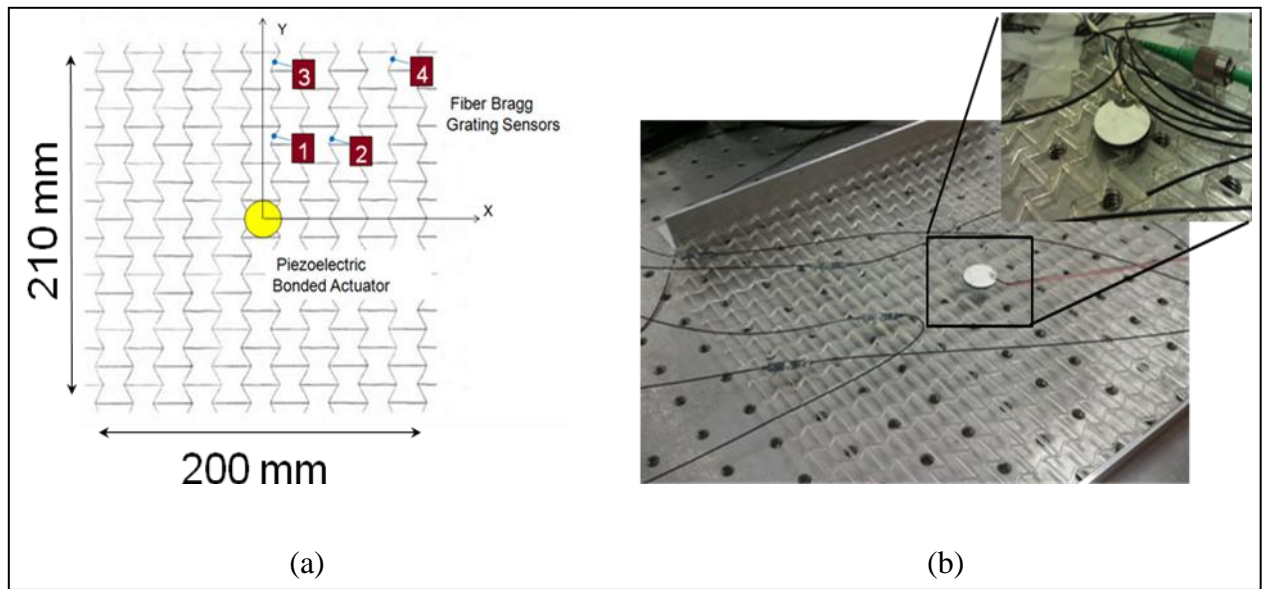 Y
X
3
4
1
2
Fiber Bragg
Grating Sensors
Piezoelectric
Bonded Actuator
210 mm
200 mm
(a)
(b)